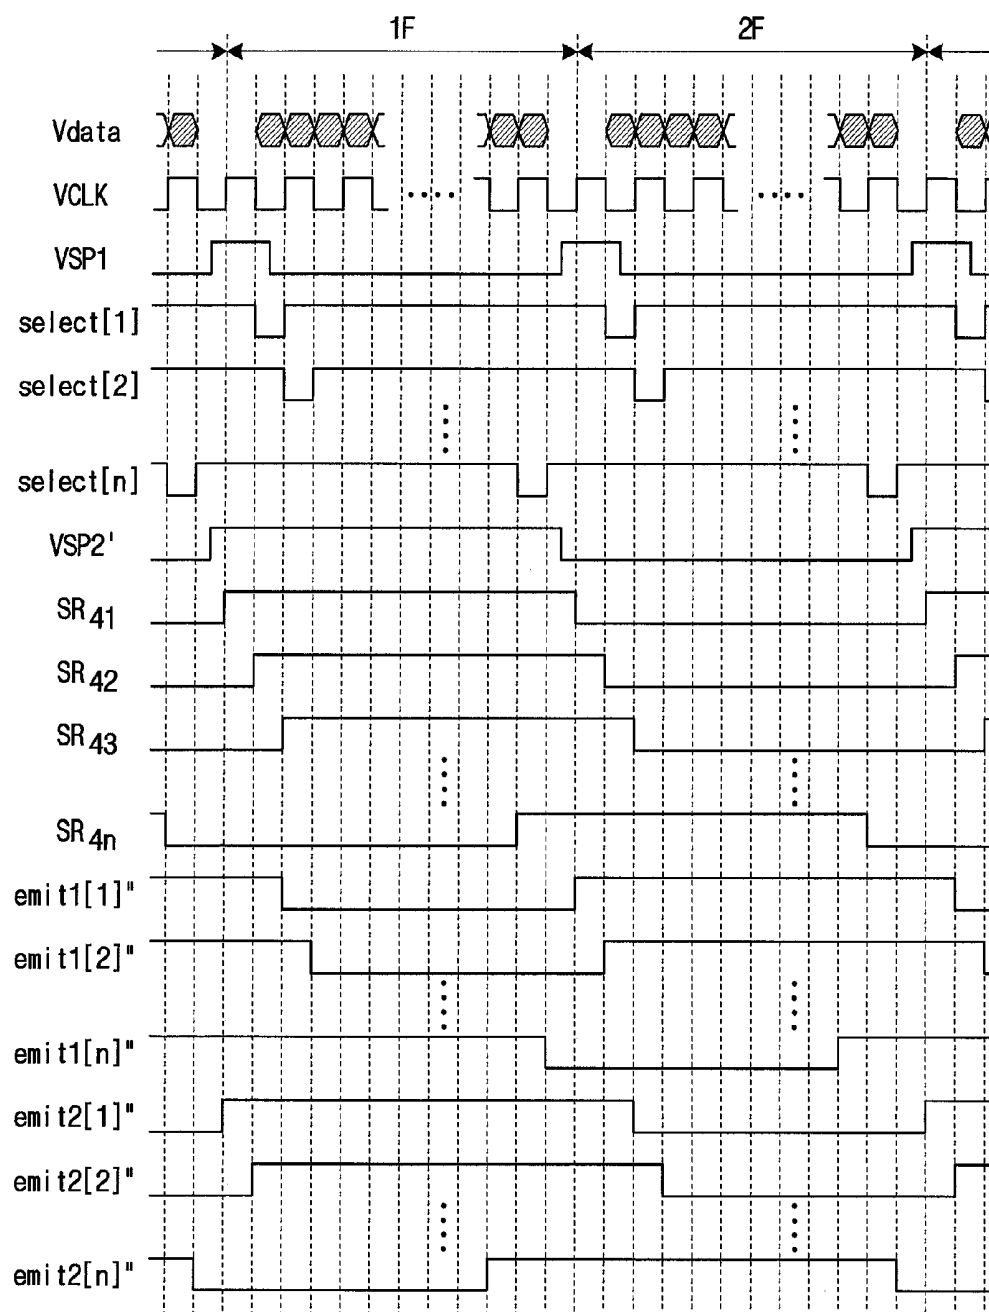 1F 2F
Vdata
VCLK
VSP1
select[1]
select[2]
select[n]
VSP2'
SR41
SR42
SR43
SR4n
emit1[1]"
emit1[2]"
emit1[n]"
emit2[1]"
emit2[2]"
emit2[n]"